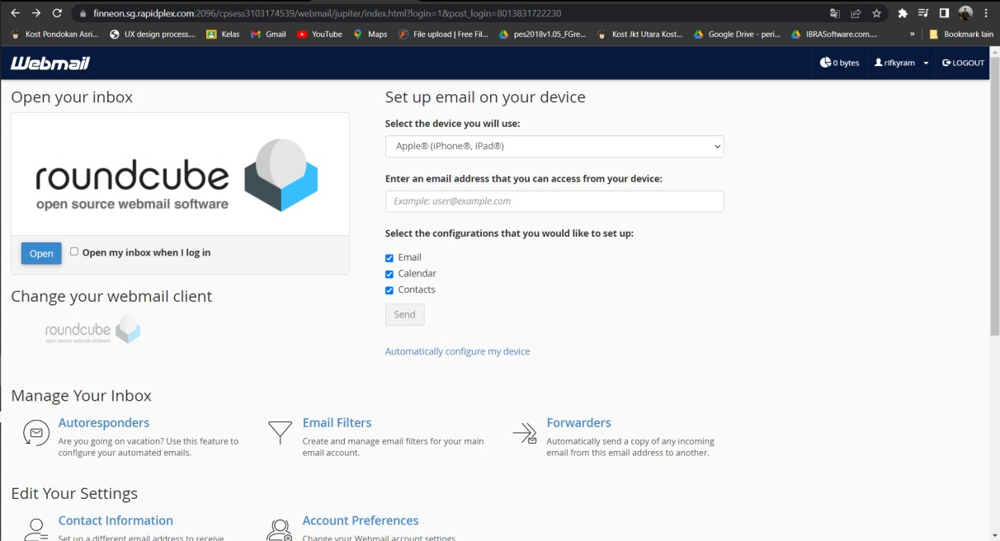 finneon.sg.rapidplex.com:2096/cpsess3103174539/webmail/jupiter/index.html?login=1&post_login=8013831722230
Kost Pondokan Asri... UX design process.... Kelas Gmail YouTube Maps File upload | Free Fil... pes2018v1.05_FGre... Kost Jkt Utara Kost... Google Drive - peri... IBRASoftware.com.... » Bookmark lain
Webmail 0 bytes rifkyram LOGOUT
Open your inbox
roundcube
open source webmail software
Open Open my inbox when I log in
Change your webmail client
roundcube
open source webmail software
Set up email on your device
Select the device you will use:
Apple® (iPhone®, iPad®)
Enter an email address that you can access from your device:
Example: user@example.com
Select the configurations that you would like to set up:
Email
Calendar
Contacts
Send
Automatically configure my device
Manage Your Inbox
Autoresponders
Are you going on vacation? Use this feature to
configure your automated emails.
Email Filters
Create and manage email filters for your main
email account.
Forwarders
Automatically send a copy of any incoming
email from this email address to another.
Edit Your Settings
Contact Information
Set up a different email address to receive
Account Preferences
Change your Webmail account settings